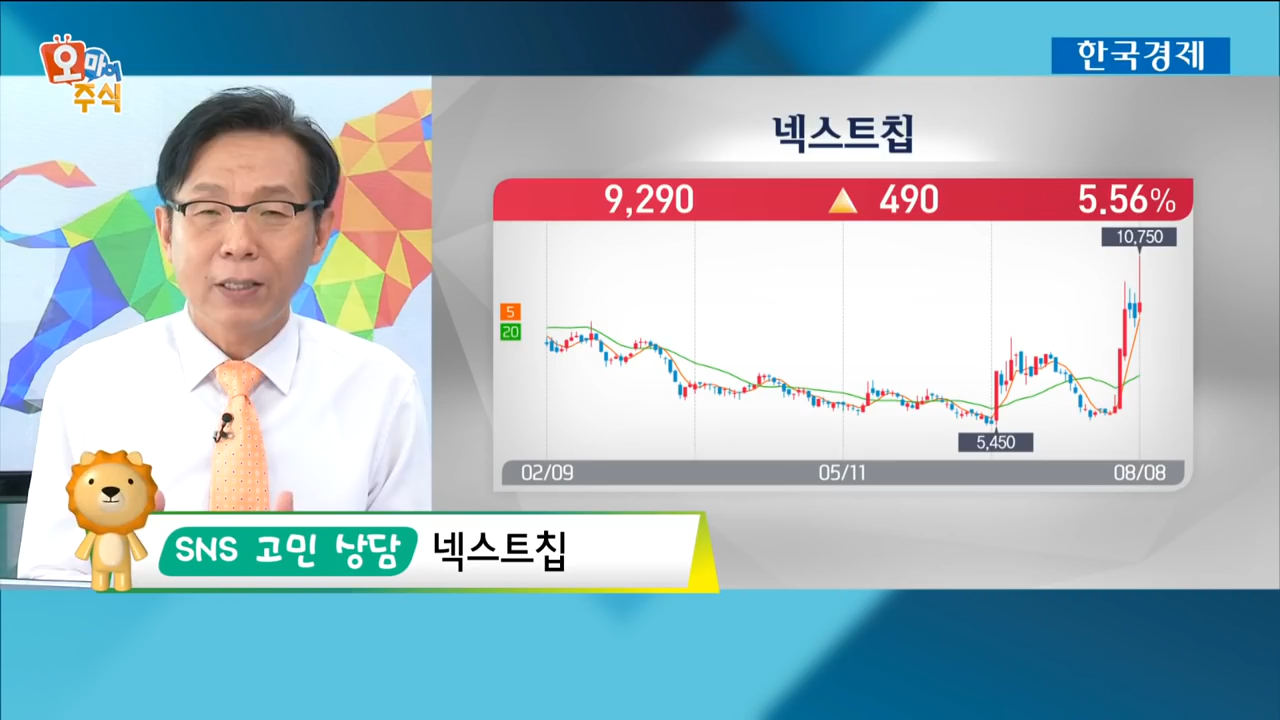 오마이
주식
한국경제
넥스트칩
9,290 ▲ 490 5.56%
10,750
5
20
5,450
02/09 05/11 08/08
SNS 고민 상담 넥스트칩